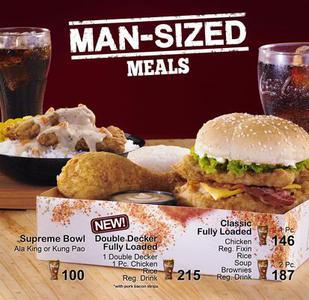 MAN-SIZED
MEALS
Supreme Bowl
Ala King or Kung Pao
100
NEW!
Double Decker
Fully Loaded
1 Double Decker
1 Pc. Chicken
Rice
Reg. Drink
*with pork bacon strips
215
Classic
Fully Loaded
Chicken
Reg. Fixin
Rice
Soup
Brownies
Reg. Drink
1 Pc.
146
2 Pc.
187